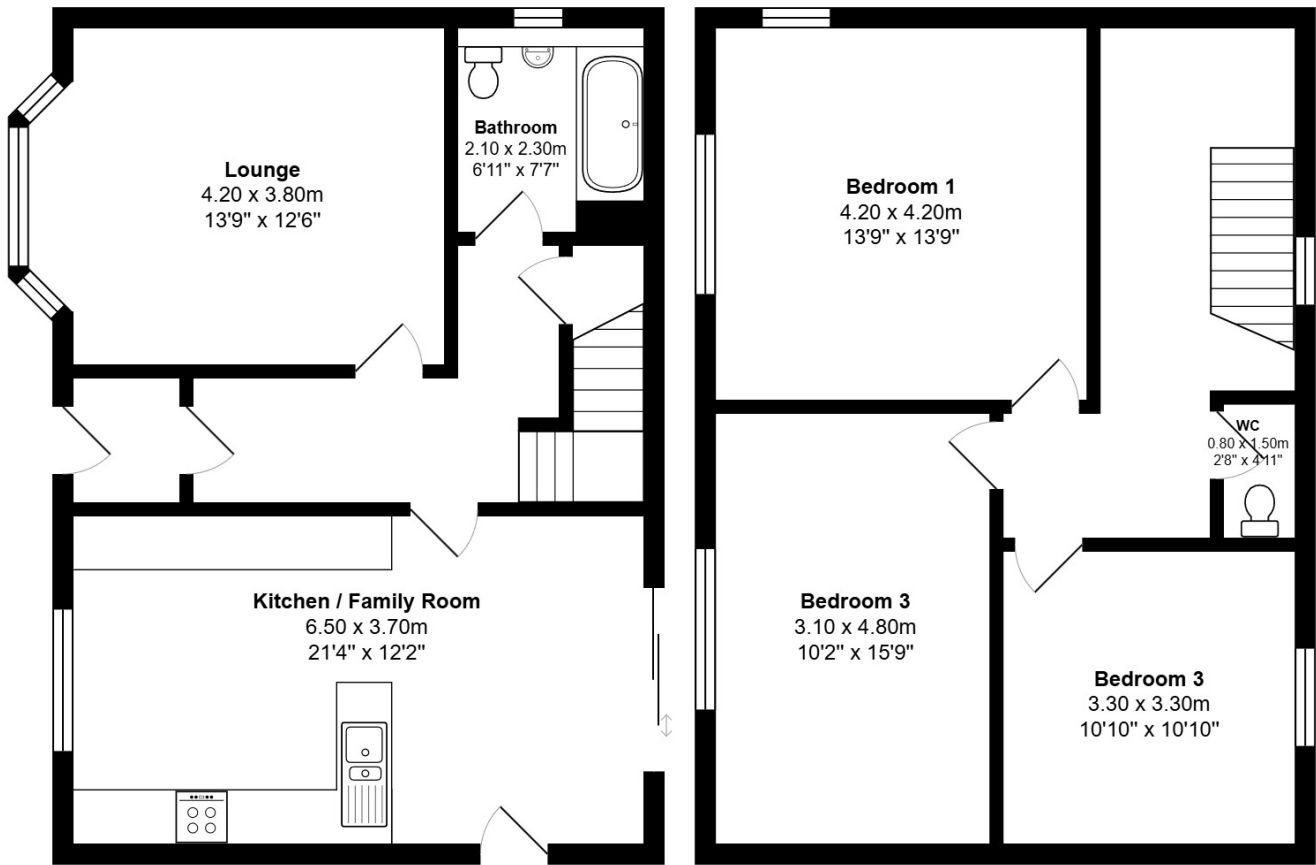 Lounge
4.20 x 3.80m
13'9" x 12'6"
Bathroom
2.10 x 2.30m
6'11" x 7'7"
Kitchen / Family Room
6.50 x 3.70m
21'4" x 12'2"
Bedroom 1
4.20 x 4.20m
13'9" x 13'9"
WC
0.80 x 1.50m
2'8" x 4'11"
Bedroom 3
3.10 x 4.80m
10'2" x 15'9"
Bedroom 3
3.30 x 3.30m
10'10" x 10'10"